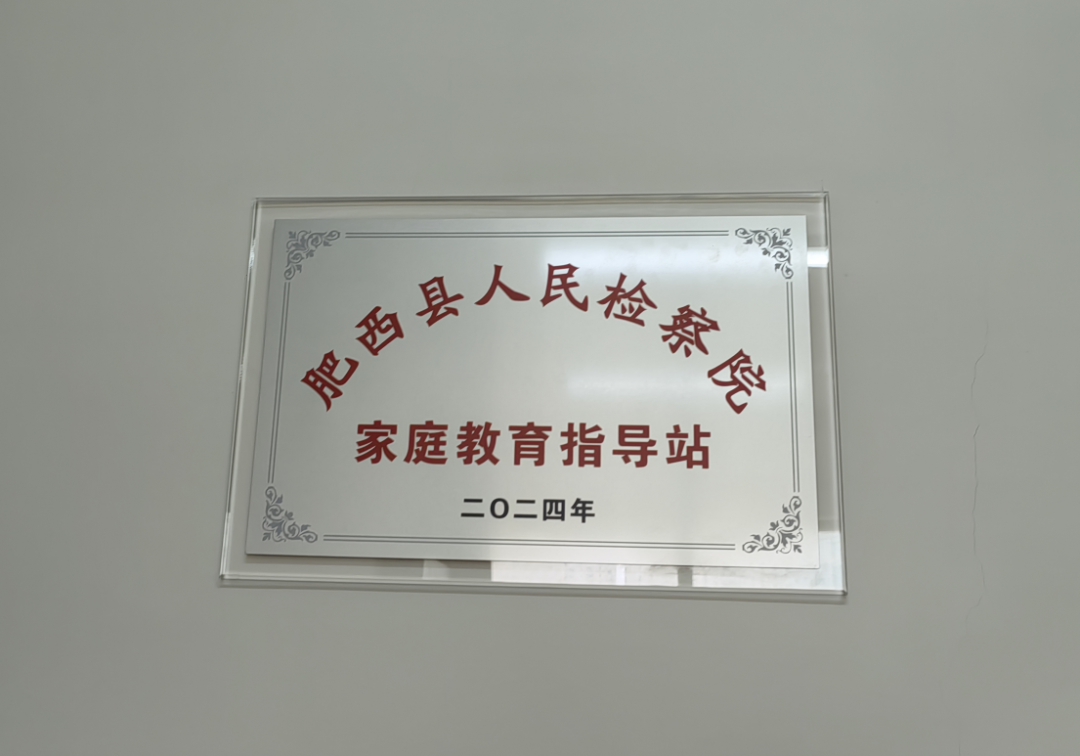 肥西县人民检察院
家庭教育指导站
二〇二四年